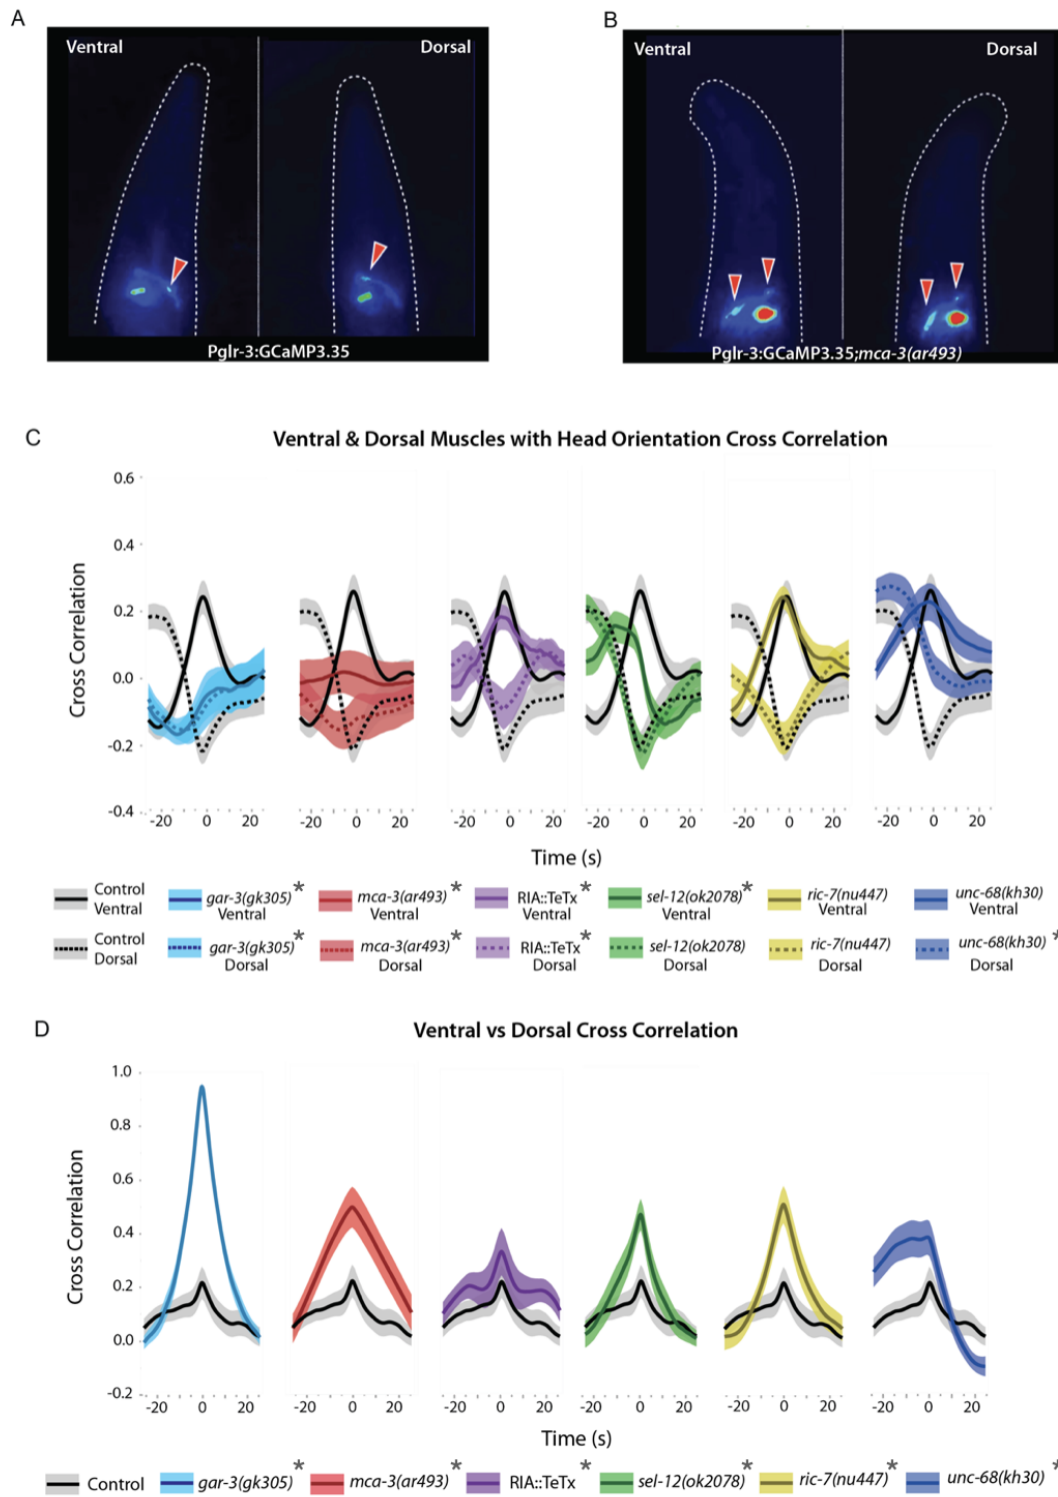 A
B
Ventral
Dorsal
Ventral
Dorsal
Pglr-3:GCaMP3.35
Pglr-3:GCaMP3.35;mca-3(ar493)
C
Ventral & Dorsal Muscles with Head Orientation Cross Correlation
Cross Correlation
0.6
0.4
0.2
0.0
-0.2
-0.4
-20 0 20 -20 0 20 -20 0 20 -20 0 20 -20 0 20 -20 0 20
Time (s)
Control Ventral
gar-3(gk305)* Ventral
mca-3(ar493)* Ventral
RIA::TeTx* Ventral
sel-12(ok2078)* Ventral
ric-7(nu447) Ventral
unc-68(kh30) Ventral
Control Dorsal
gar-3(gk305)* Dorsal
mca-3(ar493)* Dorsal
RIA::TeTx* Dorsal
sel-12(ok2078) Dorsal
ric-7(nu447) Dorsal
unc-68(kh30)* Dorsal
D
Ventral vs Dorsal Cross Correlation
Cross Correlation
1.0
0.8
0.6
0.4
0.2
0.0
-0.2
-20 0 20 -20 0 20 -20 0 20 -20 0 20 -20 0 20 -20 0 20
Time (s)
Control gar-3(gk305)* mca-3(ar493)* RIA::TeTx* sel-12(ok2078)* ric-7(nu447)* unc-68(kh30)*